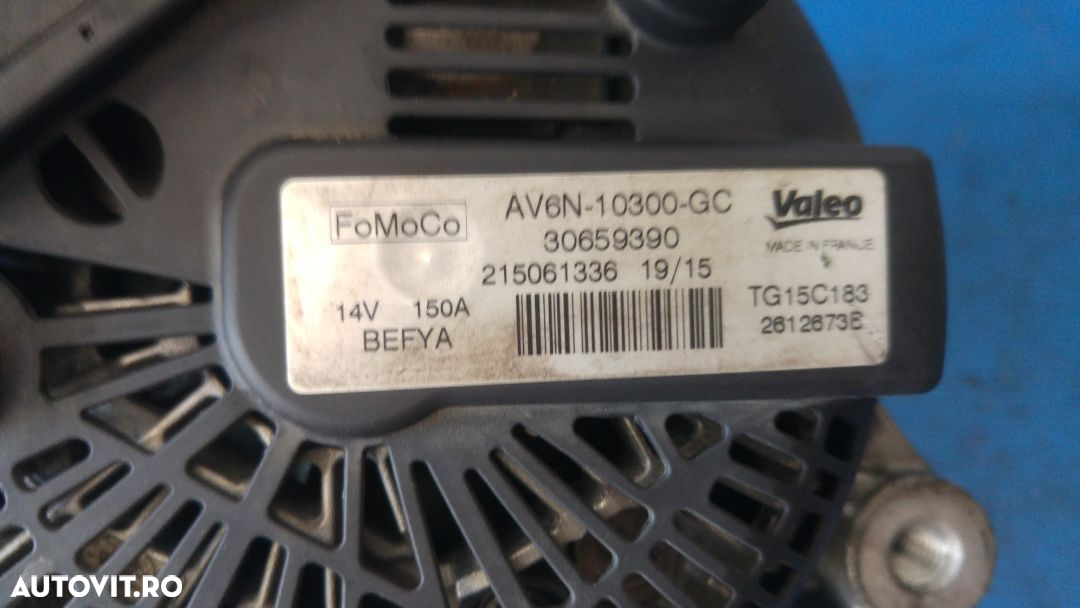 FoMoCo
AV6N-10300-GC
Valeo
30659390
MADE IN FRANCE
215061336 19/15
14V 150A
TG15C183
BEFYA
2612673B
AUTOVIT.RO